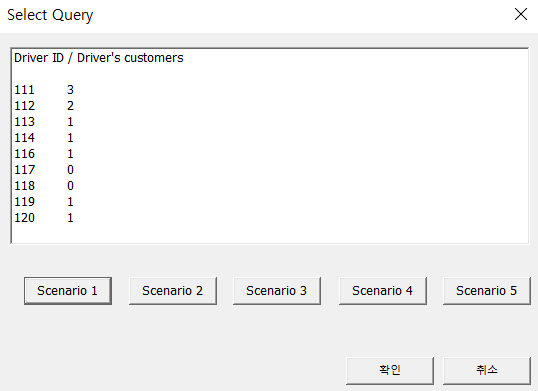 Select Query
Driver ID / Driver's customers
111 3
112 2
113 1
114 1
116 1
117 0
118 0
119 1
120 1
Scenario 1 Scenario 2 Scenario 3 Scenario 4 Scenario 5
확인 취소